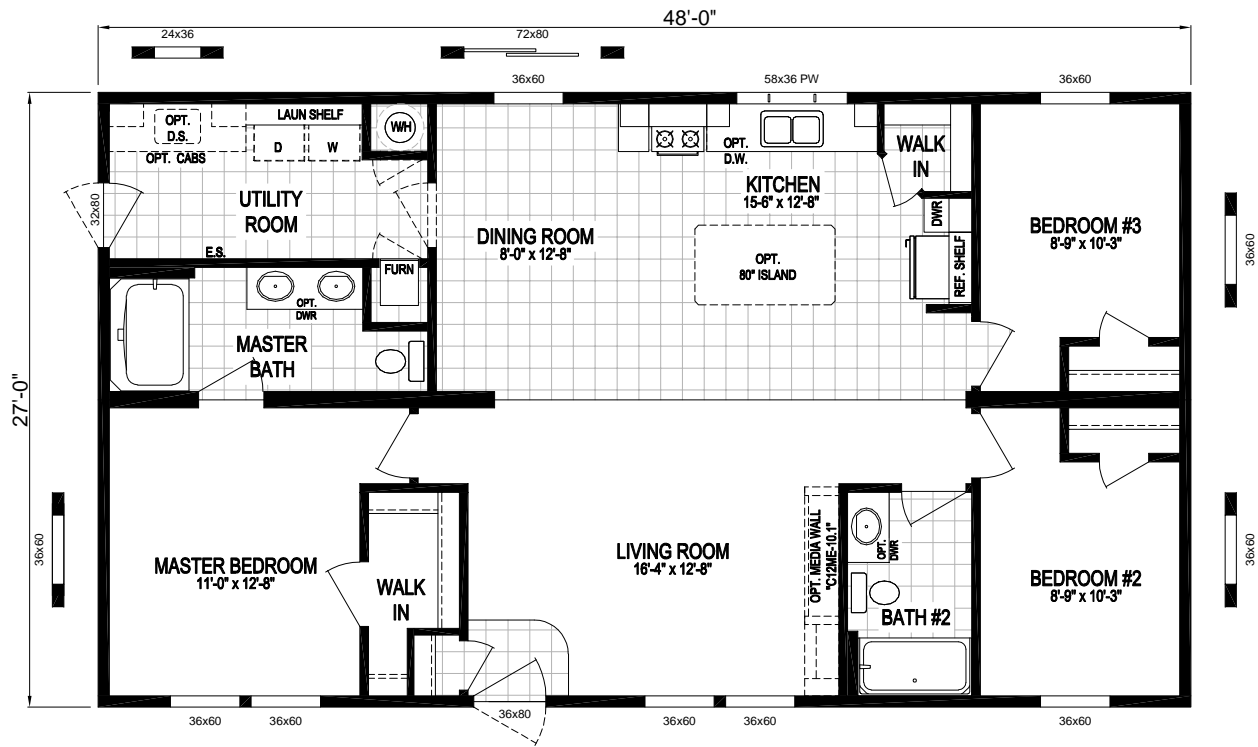 48'-0"
24x36
72x80
36x60
58x36 PW
36x60
OPT.
D.S.
OPT. CABS
LAUN SHELF
D
W
W/H
UTILITY
ROOM
32x80
E.S.
FURN
OPT.
D.W.
WALK
IN
KITCHEN
15-6" x 12'-8"
DINING ROOM
8'-0" x 12'-8"
OPT.
80" ISLAND
DWR
REF. SHELF
BEDROOM #3
8'-9" x 10'-3"
36x60
27'-0"
OPT.
DWR
MASTER
BATH
MASTER BEDROOM
11'-0" x 12'-8"
36x60
WALK
IN
LIVING ROOM
16'-4" x 12'-8"
OPT. MEDIA WALL
"C12ME-10.1"
OPT.
DWR
BATH #2
BEDROOM #2
8'-9" x 10'-3"
36x60
36x60
36x60
36x80
36x60
36x60
36x60